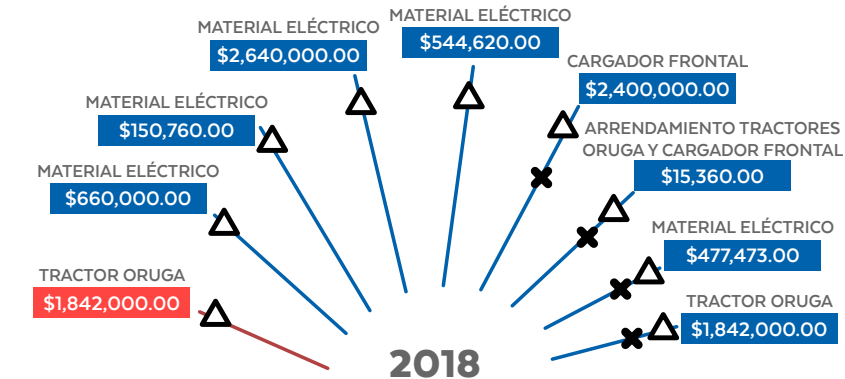 MATERIAL ELÉCTRICO
$544,620.00
MATERIAL ELÉCTRICO
$2,640,000.00
CARGADOR FRONTAL
$2,400,000.00
MATERIAL ELÉCTRICO
$150,760.00
ARRENDAMIENTO TRACTORES
ORUGA Y CARGADOR FRONTAL
$15,360.00
MATERIAL ELÉCTRICO
$660,000.00
MATERIAL ELÉCTRICO
$477,473.00
TRACTOR ORUGA
$1,842,000.00
TRACTOR ORUGA
$1,842,000.00
2018